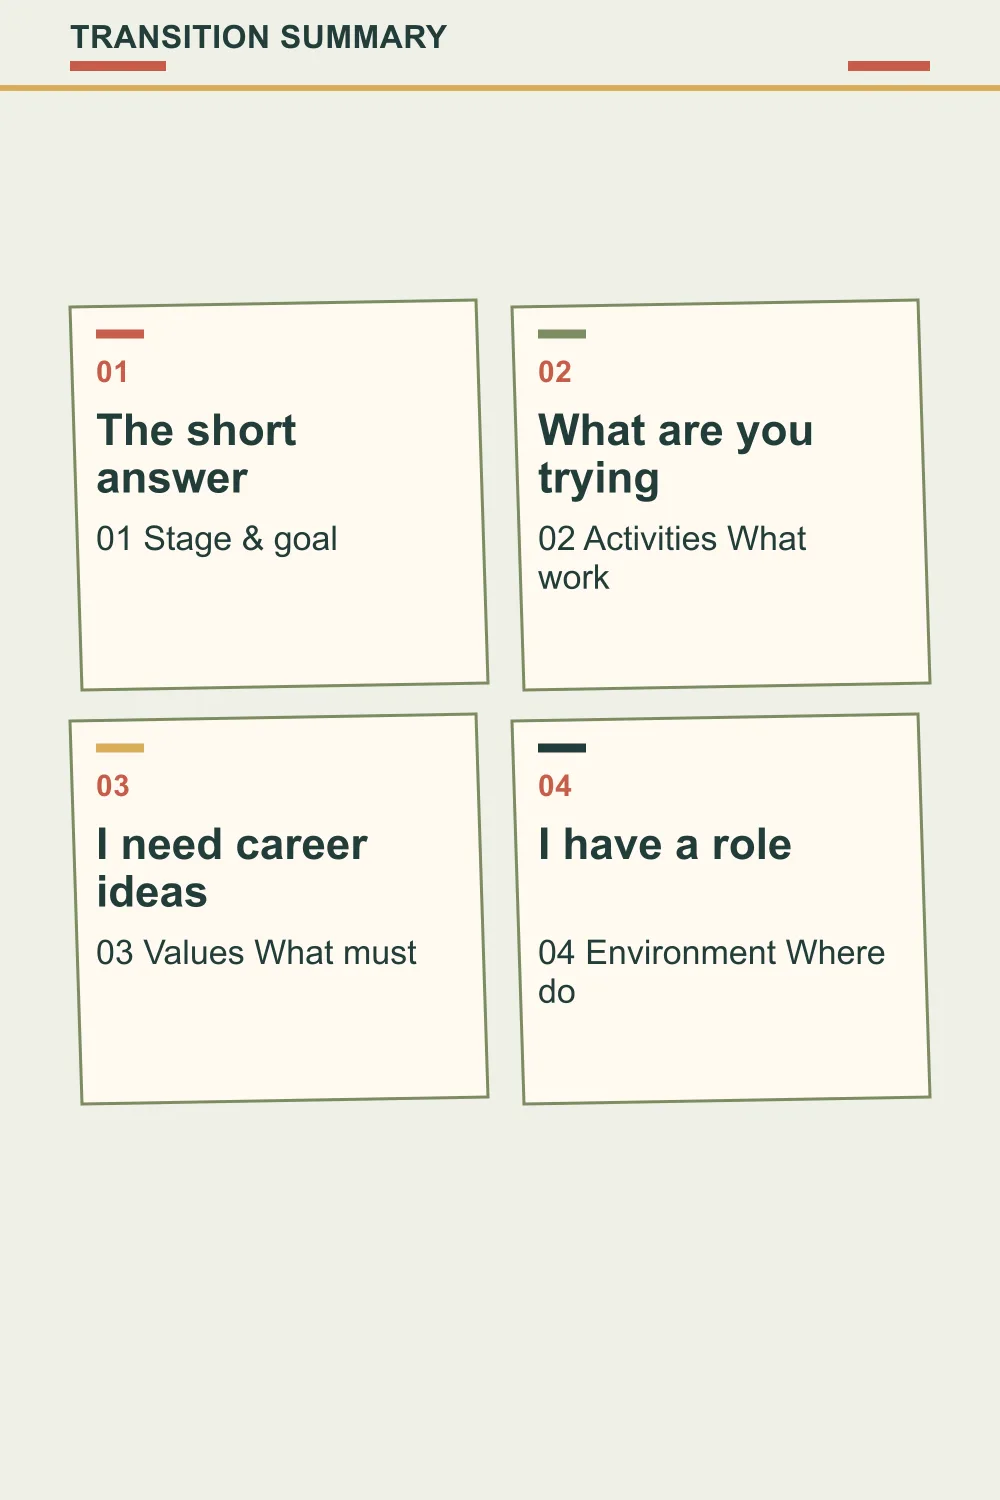 TRANSITION SUMMARY
01
The short
answer
01 Stage & goal
02
What are you
trying
02 Activities What
work
03
I need career
ideas
03 Values What must
04
I have a role
04 Environment Where
do